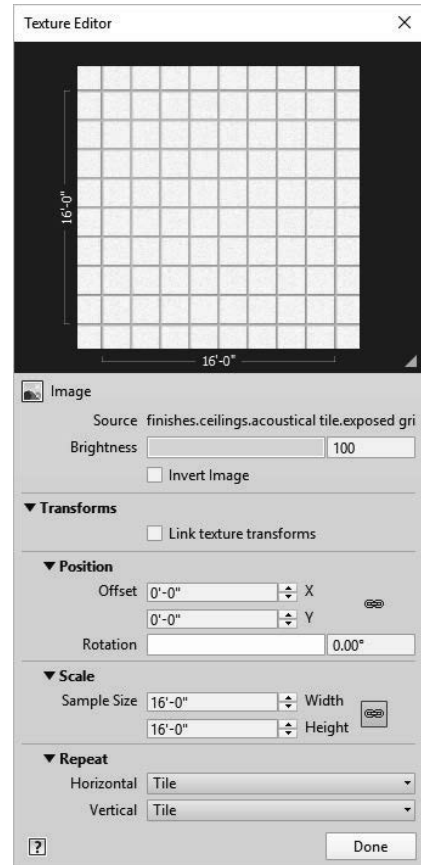 Texture Editor
16'-0"
16'-0"
Image
Source finishes.ceilings.acoustical tile.exposed gri
Brightness 100
Invert Image
Transforms
Link texture transforms
Position
Offset 0'-0" X
0'-0" Y
Rotation 0.00°
Scale
Sample Size 16'-0" Width
16'-0" Height
Repeat
Horizontal Tile
Vertical Tile
? Done